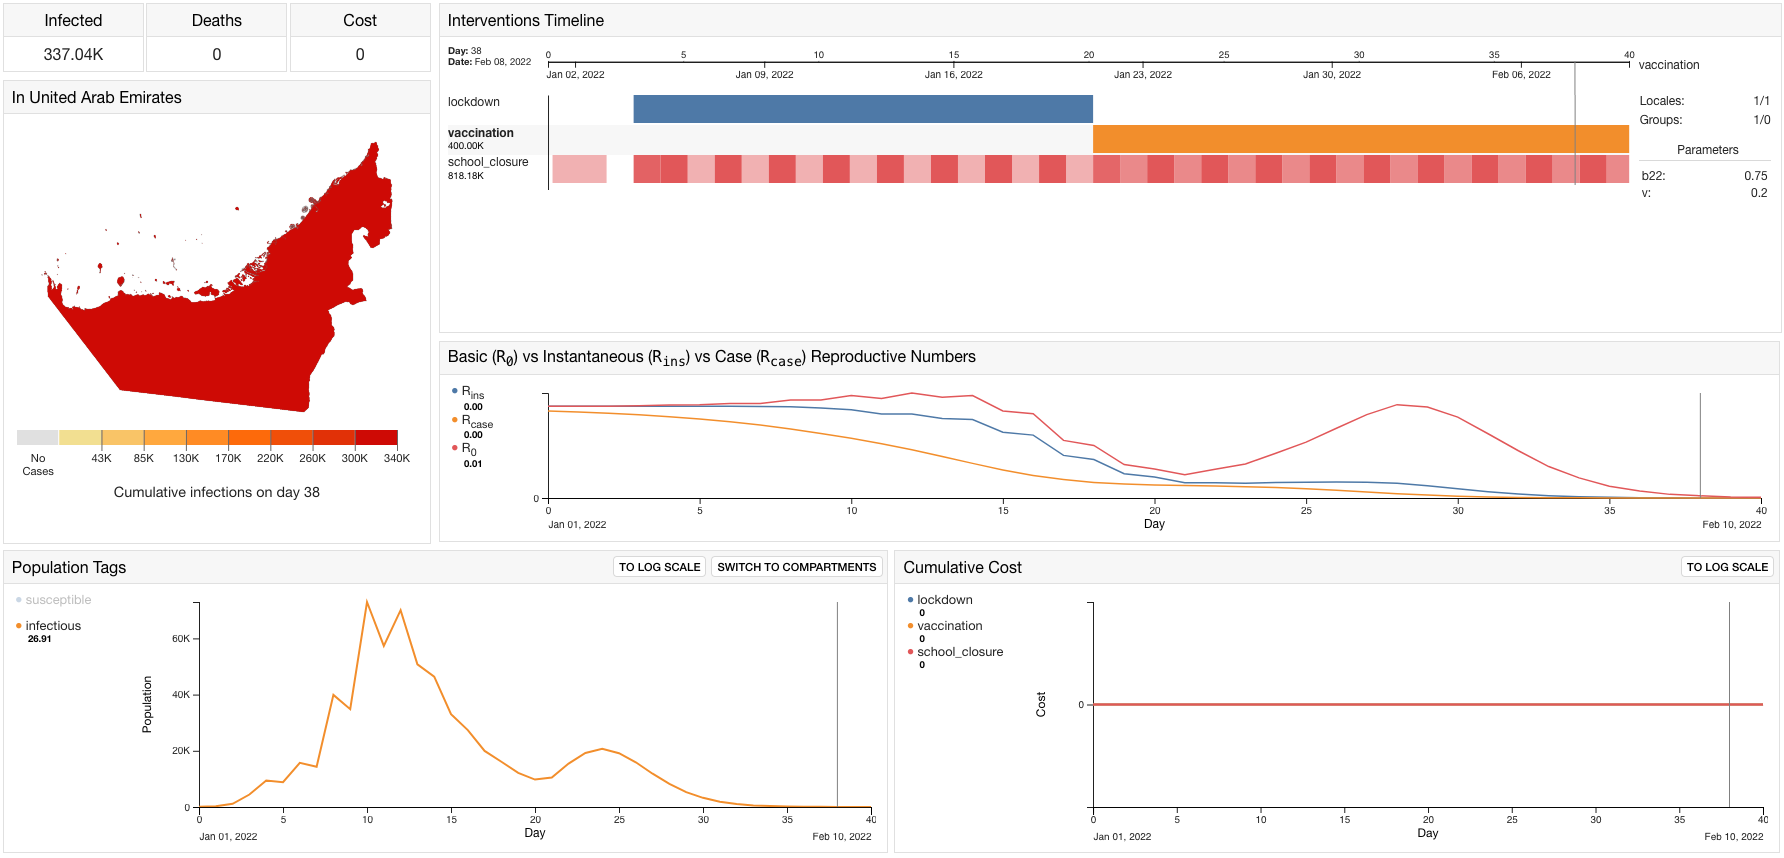 Infected
Deaths
Cost
337.04K
0
0
In United Arab Emirates
No Cases
43K
85K
130K
170K
220K
260K
300K
340K
Cumulative infections on day 38
Interventions Timeline
Day: 38
Date: Feb 08, 2022
0 5 10 15 20 25 30 35 40
Jan 02, 2022 Jan 09, 2022 Jan 16, 2022 Jan 23, 2022 Jan 30, 2022 Feb 06, 2022
lockdown
vaccination
400.00K
school_closure
818.18K
vaccination
Locales: 1/1
Groups: 1/0
Parameters
b22: 0.75
v: 0.2
Basic (R0) vs Instantaneous (Rins) vs Case (Rcase) Reproductive Numbers
Rins
0.00
Rcase
0.00
R0
0.01
0
0 5 10 15 20 25 30 35 40
Jan 01, 2022 Day Feb 10, 2022
Population Tags
TO LOG SCALE
SWITCH TO COMPARTMENTS
susceptible
infectious
26.91
Population
60K
40K
20K
0
0 5 10 15 20 25 30 35 40
Jan 01, 2022 Day Feb 10, 2022
Cumulative Cost
TO LOG SCALE
lockdown
0
vaccination
0
school_closure
0
Cost
0
0 5 10 15 20 25 30 35 40
Jan 01, 2022 Day Feb 10, 2022